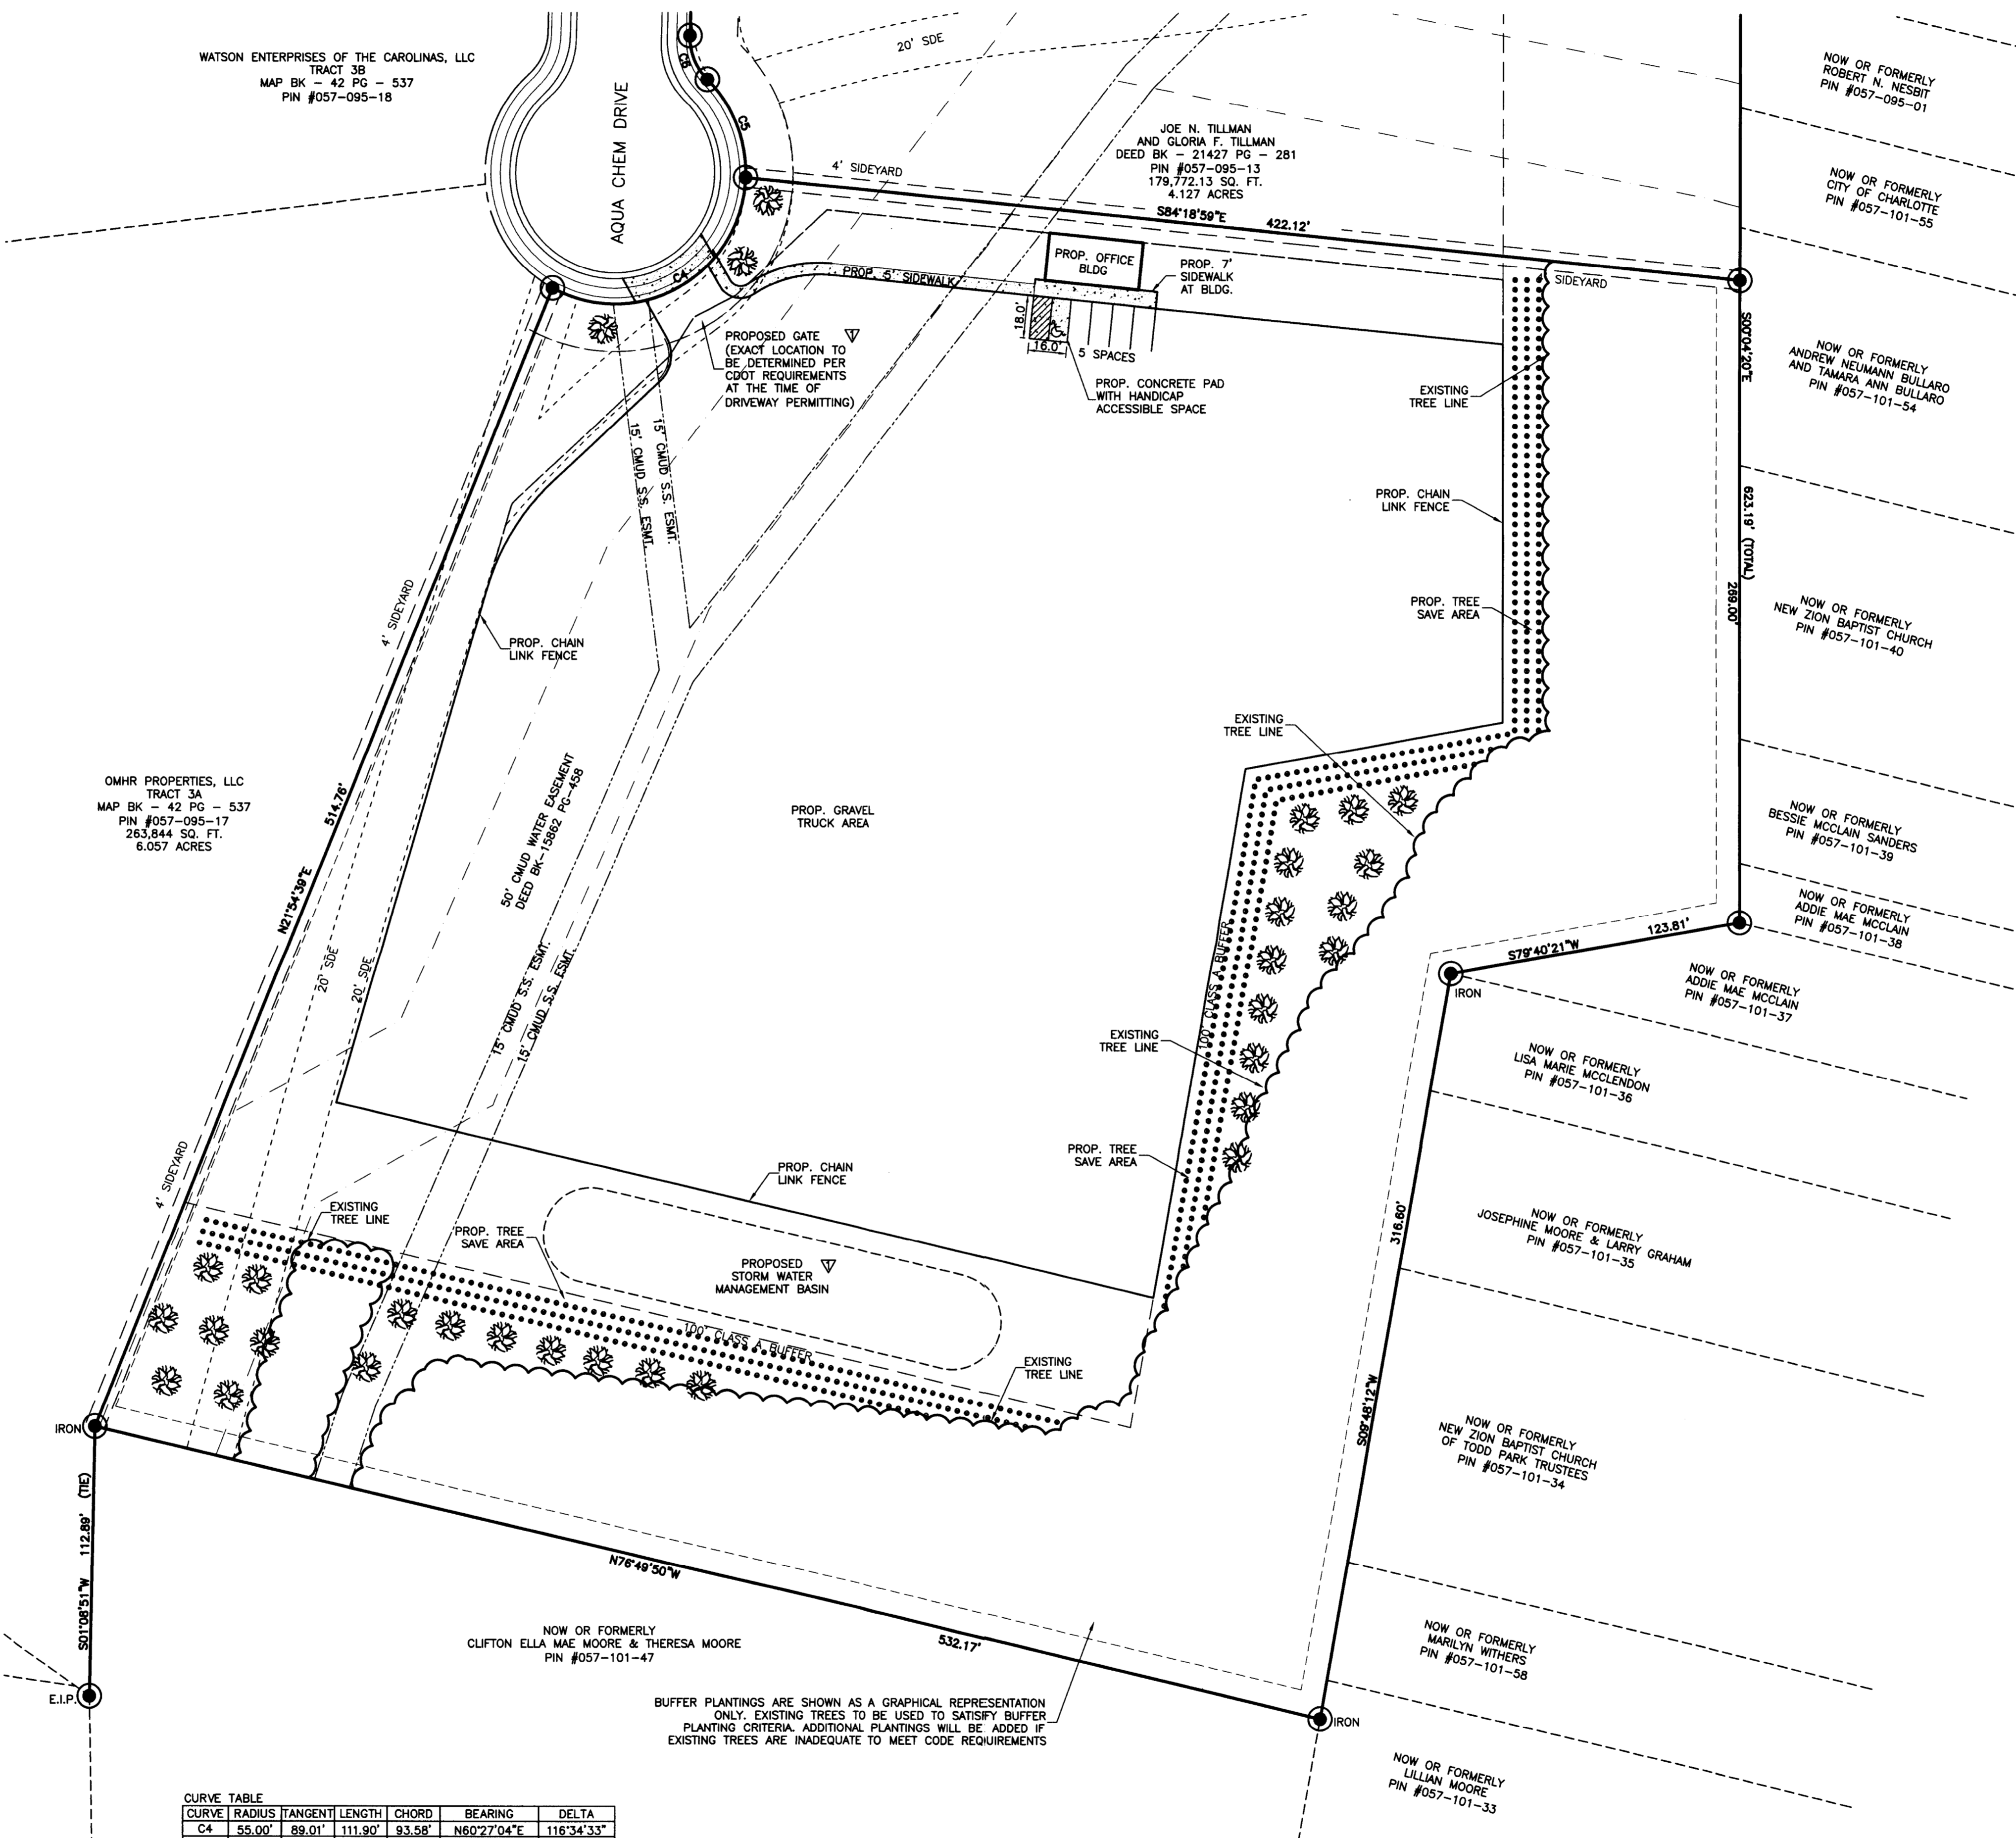 WATSON ENTERPRISES OF THE CAROLINAS, LLC
TRACT 3B
MAP BK - 42 PG - 537
PIN #057-095-18
AQUA CHEM DRIVE
C5
C4
20' SDE
JOE N. TILLMAN
AND GLORIA F. TILLMAN
DEED BK - 21427 PG - 281
PIN #057-095-13
179,772.13 SQ. FT.
4.127 ACRES
4' SIDEYARD
S84°18'59"E
422.12'
NOW OR FORMERLY
ROBERT N. NESBIT
PIN #057-095-01
NOW OR FORMERLY
CITY OF CHARLOTTE
PIN #057-101-55
PROP. OFFICE
BLDG
PROP. 7'
SIDEWALK
AT BLDG.
PROP. 5' SIDEWALK
SIDEYARD
18.0'
16.0'
5 SPACES
PROPOSED GATE 1
(EXACT LOCATION TO
BE DETERMINED PER
CDOT REQUIREMENTS
AT THE TIME OF
DRIVEWAY PERMITTING)
PROP. CONCRETE PAD
WITH HANDICAP
ACCESSIBLE SPACE
EXISTING
TREE LINE
S00°04'20"E
623.19' (TOTAL)
269.00'
NOW OR FORMERLY
ANDREW NEUMANN BULLARO
AND TAMARA ANN BULLARO
PIN #057-101-54
15' CMUD S.S. ESMT.
15' CMUD S.S. ESMT.
PROP. CHAIN
LINK FENCE
PROP. TREE
SAVE AREA
4' SIDEYARD
PROP. CHAIN
LINK FENCE
NOW OR FORMERLY
NEW ZION BAPTIST CHURCH
PIN #057-101-40
EXISTING
TREE LINE
OMHR PROPERTIES, LLC
TRACT 3A
MAP BK - 42 PG - 537
PIN #057-095-17
263,844 SQ. FT.
6.057 ACRES
514.76'
N21°54'39"E
50' CMUD WATER EASEMENT
DEED BK-15862 PG-458
PROP. GRAVEL
TRUCK AREA
NOW OR FORMERLY
BESSIE MCCLAIN SANDERS
PIN #057-101-39
NOW OR FORMERLY
ADDIE MAE MCCLAIN
PIN #057-101-38
20' SDE
20' SDE
15' CMUD S.S. ESMT.
15' CMUD S.S. ESMT.
100' CLASS A BUFFER
S79°40'21"W
123.81'
IRON
NOW OR FORMERLY
ADDIE MAE MCCLAIN
PIN #057-101-37
EXISTING
TREE LINE
NOW OR FORMERLY
LISA MARIE MCCLENDON
PIN #057-101-36
4' SIDEYARD
PROP. CHAIN
LINK FENCE
PROP. TREE
SAVE AREA
EXISTING
TREE LINE
PROP. TREE
SAVE AREA
PROPOSED 1
STORM WATER
MANAGEMENT BASIN
316.60'
S09°48'12"W
NOW OR FORMERLY
JOSEPHINE MOORE & LARRY GRAHAM
PIN #057-101-35
100' CLASS A BUFFER
EXISTING
TREE LINE
IRON
NOW OR FORMERLY
NEW ZION BAPTIST CHURCH
OF TODD PARK TRUSTEES
PIN #057-101-34
S01°08'51"W 112.89' (TIE)
N76°49'50"W
532.17'
NOW OR FORMERLY
CLIFTON ELLA MAE MOORE & THERESA MOORE
PIN #057-101-47
NOW OR FORMERLY
MARILYN WITHERS
PIN #057-101-58
E.I.P.
BUFFER PLANTINGS ARE SHOWN AS A GRAPHICAL REPRESENTATION
ONLY. EXISTING TREES TO BE USED TO SATISIFY BUFFER
PLANTING CRITERIA. ADDITIONAL PLANTINGS WILL BE ADDED IF
EXISTING TREES ARE INADEQUATE TO MEET CODE REQIUIREMENTS
IRON
NOW OR FORMERLY
LILLIAN MOORE
PIN #057-101-33
CURVE TABLE
CURVE RADIUS TANGENT LENGTH CHORD BEARING DELTA
C4 55.00' 89.01' 111.90' 93.58' N60°27'04"E 116°34'33"